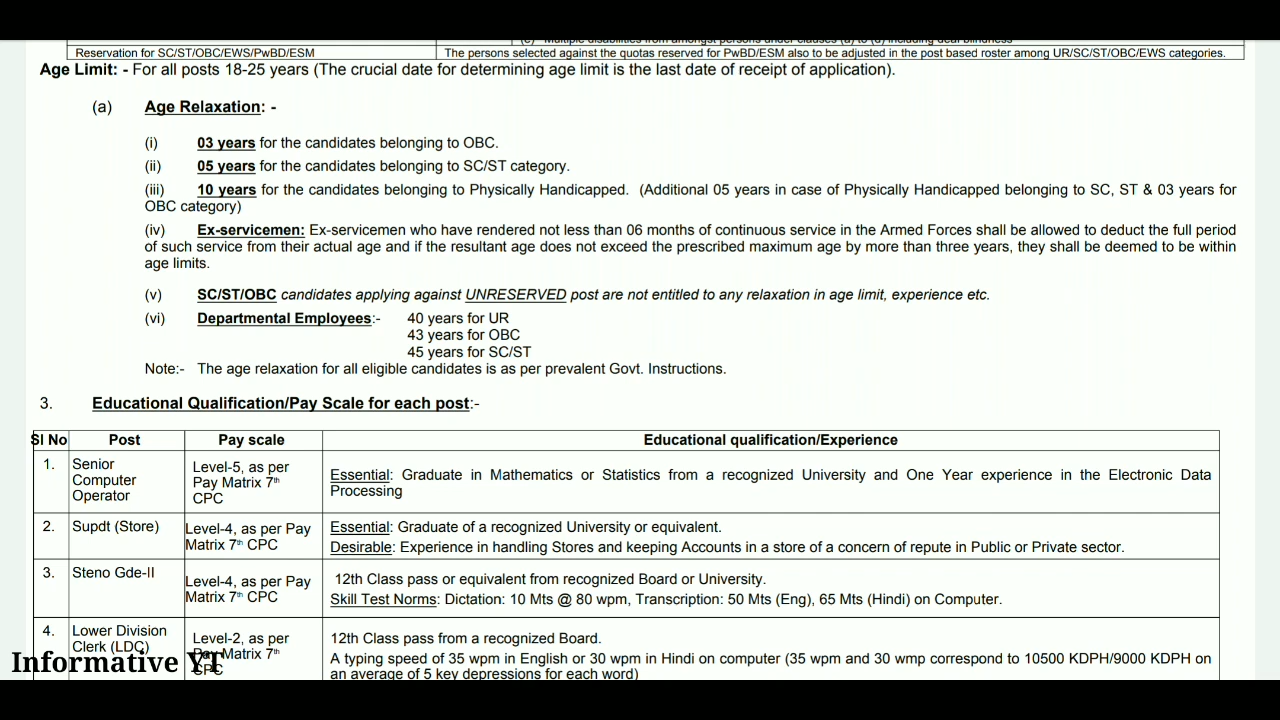 Reservation for SC/ST/OBC/EWS/PwBD/ESM The persons selected against the quotas reserved for PwBD/ESM also to be adjusted in the post based roster among UR/SC/ST/OBC/EWS categories.
Age Limit: - For all posts 18-25 years (The crucial date for determining age limit is the last date of receipt of application).
(a) Age Relaxation: -
(i) 03 years for the candidates belonging to OBC.
(ii) 05 years for the candidates belonging to SC/ST category.
(iii) 10 years for the candidates belonging to Physically Handicapped. (Additional 05 years in case of Physically Handicapped belonging to SC, ST & 03 years for
OBC category)
(iv) Ex-servicemen: Ex-servicemen who have rendered not less than 06 months of continuous service in the Armed Forces shall be allowed to deduct the full period
of such service from their actual age and if the resultant age does not exceed the prescribed maximum age by more than three years, they shall be deemed to be within
age limits.
(v) SC/ST/OBC candidates applying against UNRESERVED post are not entitled to any relaxation in age limit, experience etc.
(vi) Departmental Employees:- 40 years for UR
43 years for OBC
45 years for SC/ST
Note:- The age relaxation for all eligible candidates is as per prevalent Govt. Instructions.
3. Educational Qualification/Pay Scale for each post:-
Sl No Post Pay scale Educational qualification/Experience
1. Senior
Computer
Operator
Level-5, as per
Pay Matrix 7th
CPC
Essential: Graduate in Mathematics or Statistics from a recognized University and One Year experience in the Electronic Data
Processing
2. Supdt (Store)
Level-4, as per Pay
Matrix 7th CPC
Essential: Graduate of a recognized University or equivalent.
Desirable: Experience in handling Stores and keeping Accounts in a store of a concern of repute in Public or Private sector.
3. Steno Gde-II
Level-4, as per Pay
Matrix 7th CPC
12th Class pass or equivalent from recognized Board or University.
Skill Test Norms: Dictation: 10 Mts @ 80 wpm, Transcription: 50 Mts (Eng), 65 Mts (Hindi) on Computer.
4. Lower Division
Clerk (LDC)
Level-2, as per
Pay Matrix 7th
CPC
12th Class pass from a recognized Board.
A typing speed of 35 wpm in English or 30 wpm in Hindi on computer (35 wpm and 30 wmp correspond to 10500 KDPH/9000 KDPH on
an average of 5 key depressions for each word)
Informative YT